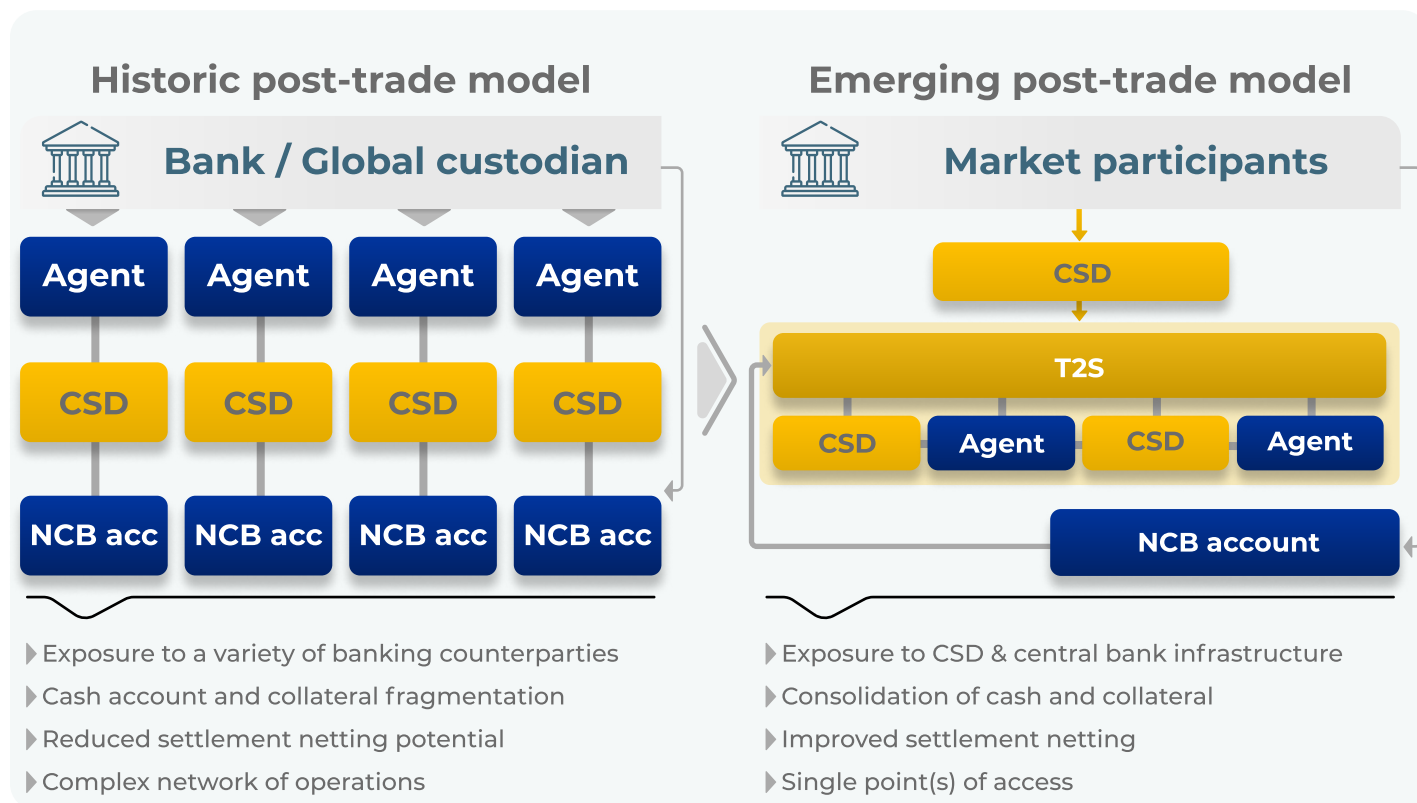 Historic post-trade model
Bank / Global custodian
Agent Agent Agent Agent
CSD CSD CSD CSD
NCB acc NCB acc NCB acc NCB acc
Exposure to a variety of banking counterparties
Cash account and collateral fragmentation
Reduced settlement netting potential
Complex network of operations
Emerging post-trade model
Market participants
CSD
T2S
CSD Agent CSD Agent
NCB account
Exposure to CSD & central bank infrastructure
Consolidation of cash and collateral
Improved settlement netting
Single point(s) of access